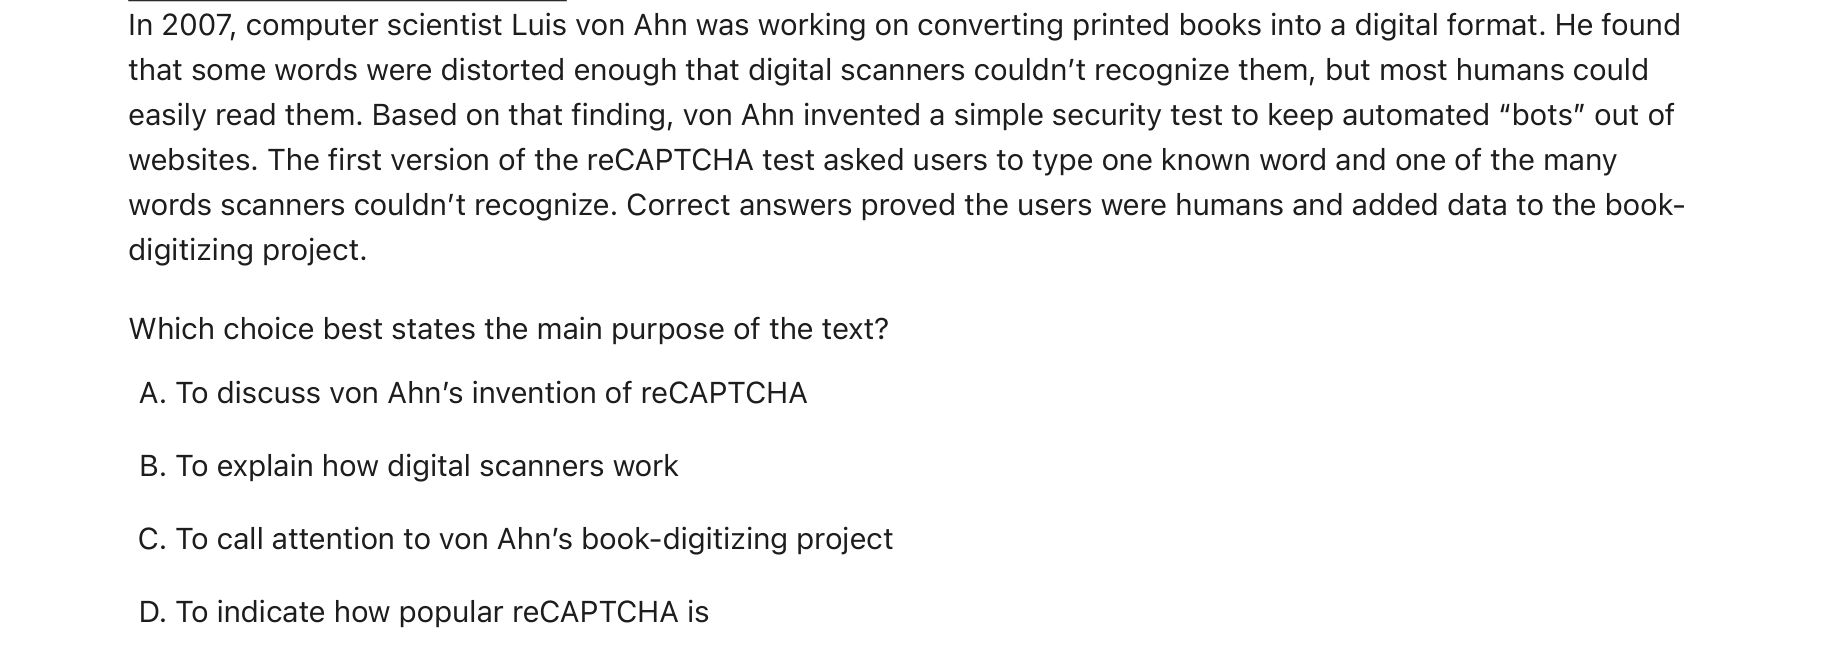 In 2007, computer scientist Luis von Ahn was working on converting printed books into a digital format. He found
that some words were distorted enough that digital scanners couldn’t recognize them, but most humans could
easily read them. Based on that finding, von Ahn invented a simple security test to keep automated “bots” out of
websites. The first version of the reCAPTCHA test asked users to type one known word and one of the many
words scanners couldn’t recognize. Correct answers proved the users were humans and added data to the book-
digitizing project.
Which choice best states the main purpose of the text?
A. To discuss von Ahn’s invention of reCAPTCHA
B. To explain how digital scanners work
C. To call attention to von Ahn’s book-digitizing project
D. To indicate how popular reCAPTCHA is